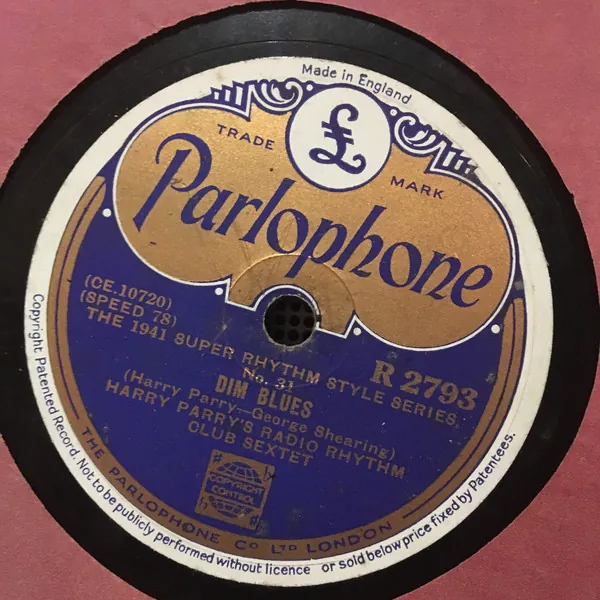 Made in England
TRADE MARK
£
Parlophone
(CE.10720)
(SPEED 78)
R 2793
THE 1941 SUPER RHYTHM STYLE SERIES,
No. 31
DIM BLUES
(Harry Parry—George Shearing)
HARRY PARRY'S RADIO RHYTHM
CLUB SEXTET
COPYRIGHT
CONTROL
THE PARLOPHONE CO LTD LONDON
Copyright Patented Record. Not to be publicly performed without licence or sold below price fixed by Patentees.